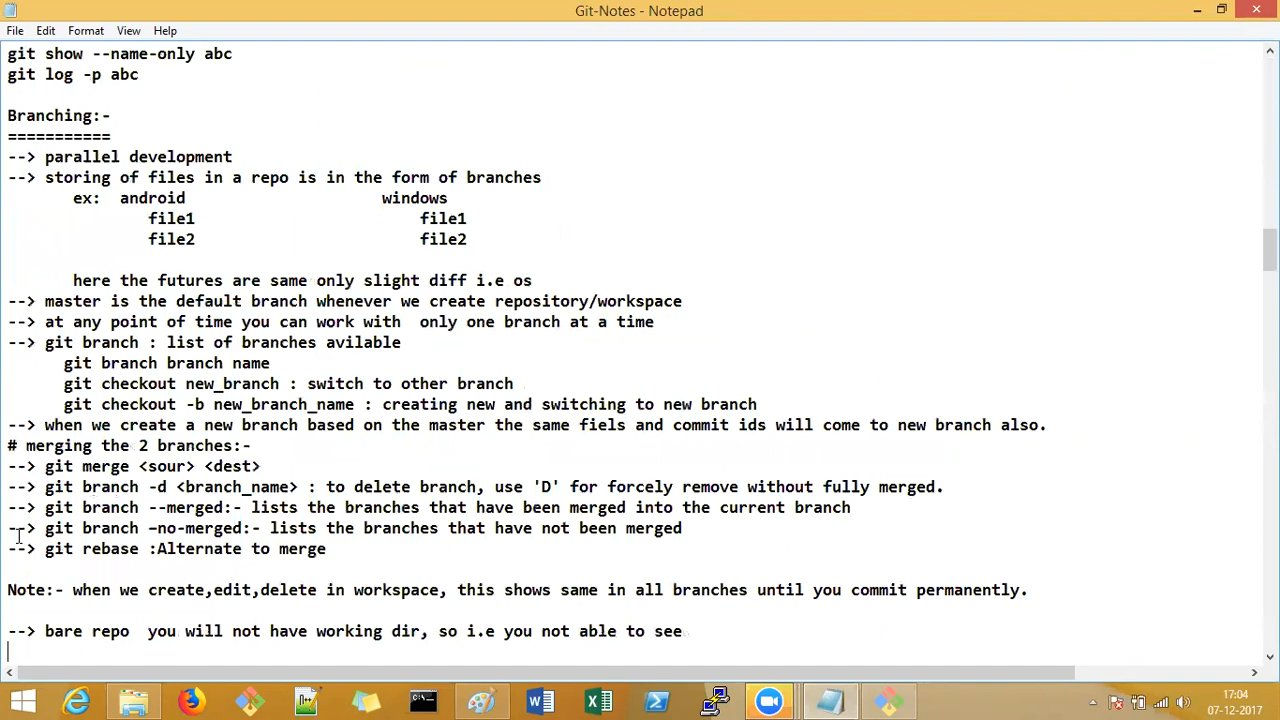 Git-Notes - Notepad
File Edit Format View Help
git show --name-only abc
git log -p abc
Branching:-
===========
--> parallel development
--> storing of files in a repo is in the form of branches
ex: android windows
file1 file1
file2 file2
here the futures are same only slight diff i.e os
--> master is the default branch whenever we create repository/workspace
--> at any point of time you can work with only one branch at a time
--> git branch : list of branches avilable
git branch branch name
git checkout new_branch : switch to other branch
git checkout -b new_branch_name : creating new and switching to new branch
--> when we create a new branch based on the master the same fiels and commit ids will come to new branch also.
# merging the 2 branches:-
--> git merge <sour> <dest>
--> git branch -d <branch_name> : to delete branch, use 'D' for forcely remove without fully merged.
--> git branch --merged:- lists the branches that have been merged into the current branch
--> git branch –no-merged:- lists the branches that have not been merged
--> git rebase :Alternate to merge
Note:- when we create,edit,delete in workspace, this shows same in all branches until you commit permanently.
--> bare repo you will not have working dir, so i.e you not able to see
17:04
07-12-2017